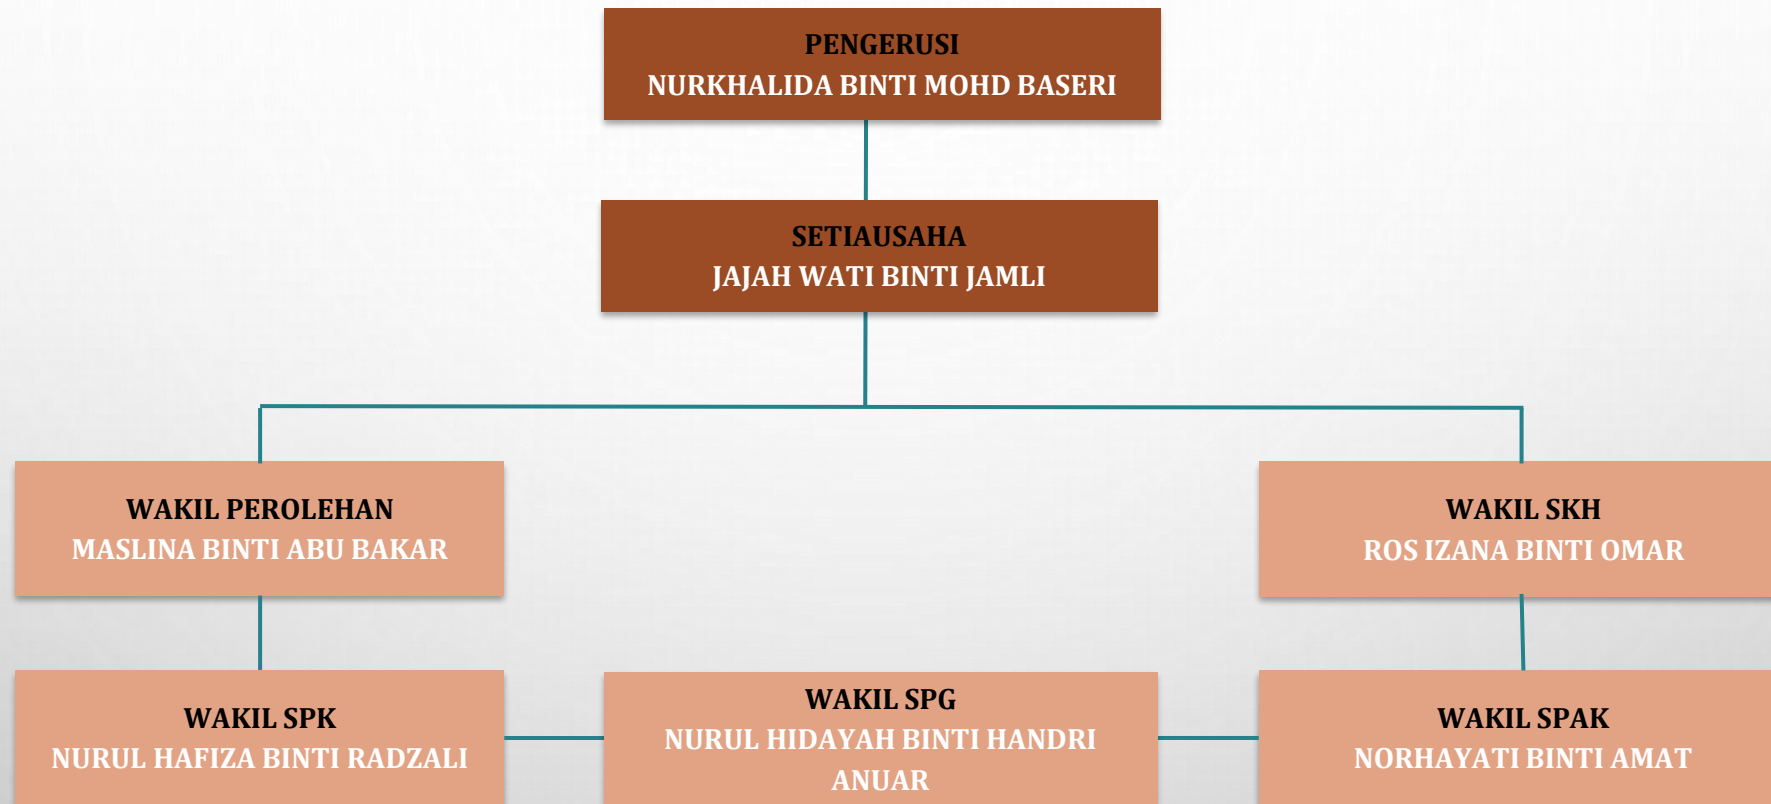 PENGERUSI
NURKHALIDA BINTI MOHD BASERI
SETIAUSAHA
JAJAH WATI BINTI JAMLI
WAKIL PEROLEHAN
MASLINA BINTI ABU BAKAR
WAKIL SKH
ROS IZANA BINTI OMAR
WAKIL SPK
NURUL HAFIZA BINTI RADZALI
WAKIL SPG
NURUL HIDAYAH BINTI HANDRI
ANUAR
WAKIL SPAK
NORHAYATI BINTI AMAT